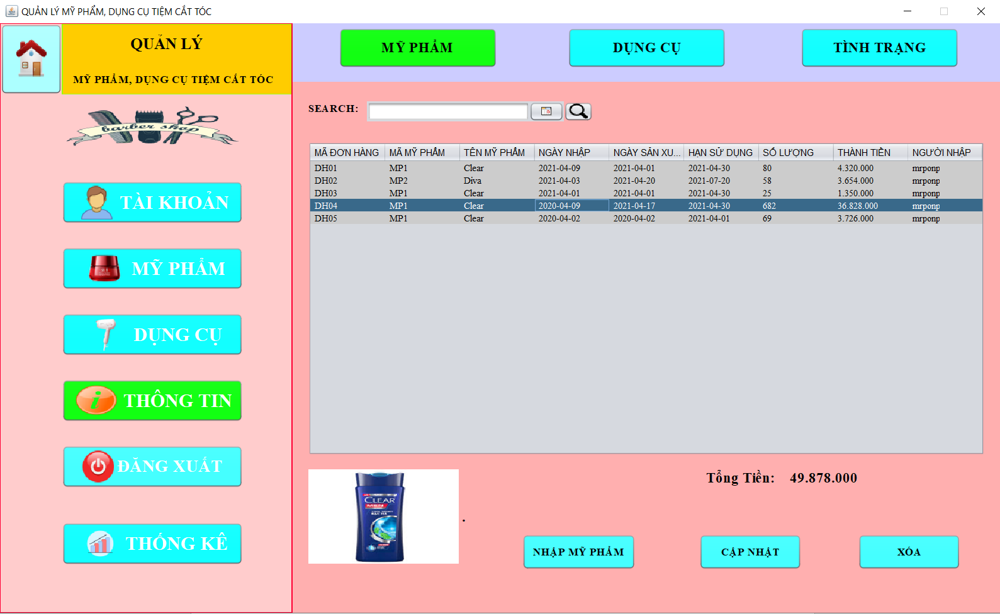 QUẢN LÝ MỸ PHẨM, DỤNG CỤ TIỆM CẮT TÓC
QUẢN LÝ
MỸ PHẨM, DỤNG CỤ TIỆM CẮT TÓC
barber shop
TÀI KHOẢN
MỸ PHẨM
DỤNG CỤ
THÔNG TIN
ĐĂNG XUẤT
THỐNG KÊ
MỸ PHẨM DỤNG CỤ TÌNH TRẠNG
SEARCH:
MÃ ĐƠN HÀNG MÃ MỸ PHẨM TÊN MỸ PHẨM NGÀY NHẬP NGÀY SẢN XU... HẠN SỬ DỤNG SỐ LƯỢNG THÀNH TIỀN NGƯỜI NHẬP
DH01 MP1 Clear 2021-04-09 2021-04-01 2021-04-30 80 4.320.000 mrponp
DH02 MP2 Diva 2021-04-03 2021-04-20 2021-07-20 58 3.654.000 mrponp
DH03 MP1 Clear 2021-04-01 2021-04-01 2021-04-30 25 1.350.000 mrponp
DH04 MP1 Clear 2020-04-09 2021-04-17 2021-04-30 682 36.828.000 mrponp
DH05 MP1 Clear 2020-04-02 2020-04-02 2021-04-01 69 3.726.000 mrponp
CLEAR
MEN
BẠC HÀ
.
Tổng Tiền: 49.878.000
NHẬP MỸ PHẨM CẬP NHẬT XÓA